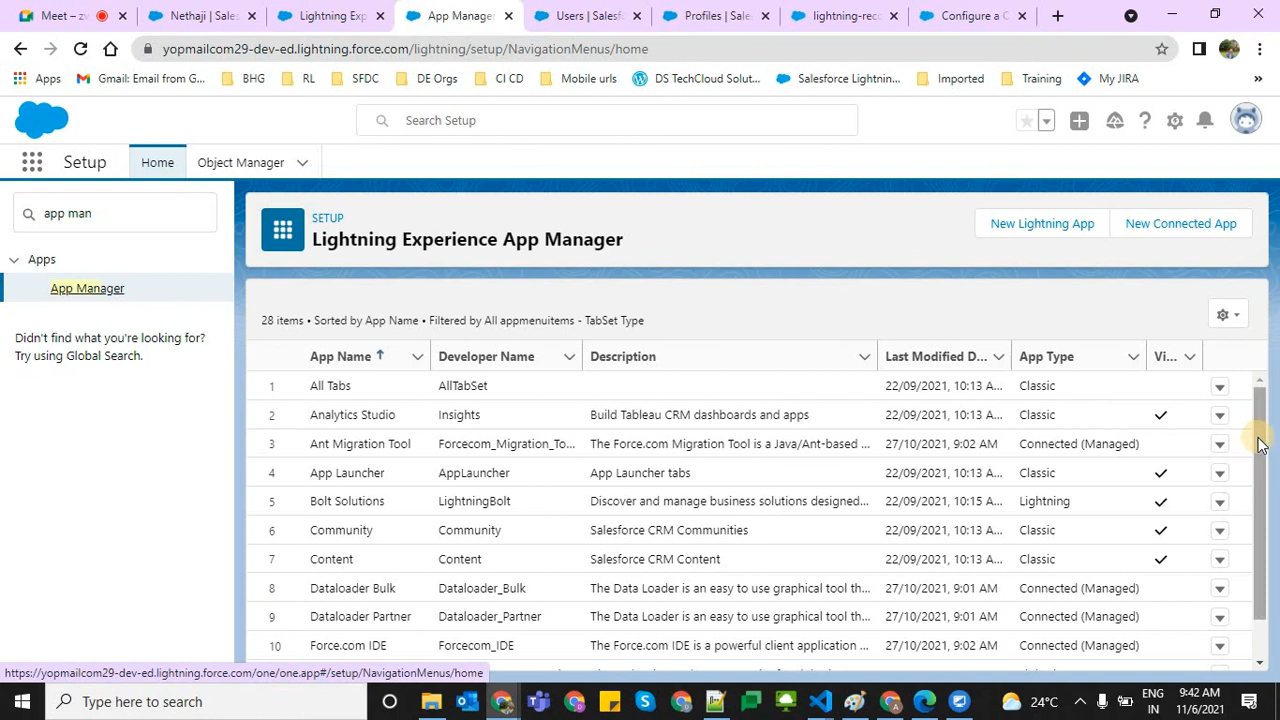 Meet – zv
Nethaji | Sales
Lightning Exp
App Manager
Users | Salesf
Profiles | Sale
lightning-reco
Configure a C
yopmailcom29-dev-ed.lightning.force.com/lightning/setup/NavigationMenus/home
Apps
Gmail: Email from G...
BHG
RL
SFDC
DE Orgs
CI CD
Mobile urls
DS TechCloud Solut...
Salesforce Lightnin...
Imported
Training
My JIRA
Search Setup
Setup
Home
Object Manager
app man
Apps
App Manager
Didn't find what you're looking for?
Try using Global Search.
SETUP
Lightning Experience App Manager
New Lightning App
New Connected App
28 items • Sorted by App Name • Filtered by All appmenuitems - TabSet Type
App Name Developer Name Description Last Modified D... App Type Vi...
1 All Tabs AllTabSet 22/09/2021, 10:13 A... Classic
2 Analytics Studio Insights Build Tableau CRM dashboards and apps 22/09/2021, 10:13 A... Classic
3 Ant Migration Tool Forcecom_Migration_To... The Force.com Migration Tool is a Java/Ant-based ... 27/10/2021, 9:02 AM Connected (Managed)
4 App Launcher AppLauncher App Launcher tabs 22/09/2021, 10:13 A... Classic
5 Bolt Solutions LightningBolt Discover and manage business solutions designed... 22/09/2021, 10:15 A... Lightning
6 Community Community Salesforce CRM Communities 22/09/2021, 10:13 A... Classic
7 Content Content Salesforce CRM Content 22/09/2021, 10:13 A... Classic
8 Dataloader Bulk Dataloader_Bulk The Data Loader is an easy to use graphical tool th... 27/10/2021, 9:01 AM Connected (Managed)
9 Dataloader Partner Dataloader_Partner The Data Loader is an easy to use graphical tool th... 27/10/2021, 9:01 AM Connected (Managed)
10 Force.com IDE Forcecom_IDE The Force.com IDE is a powerful client application ... 27/10/2021, 9:02 AM Connected (Managed)
https://yopmailcom29-dev-ed.lightning.force.com/one/one.app#/setup/NavigationMenus/home
Type here to search
24°C
ENG
IN
9:42 AM
11/6/2021